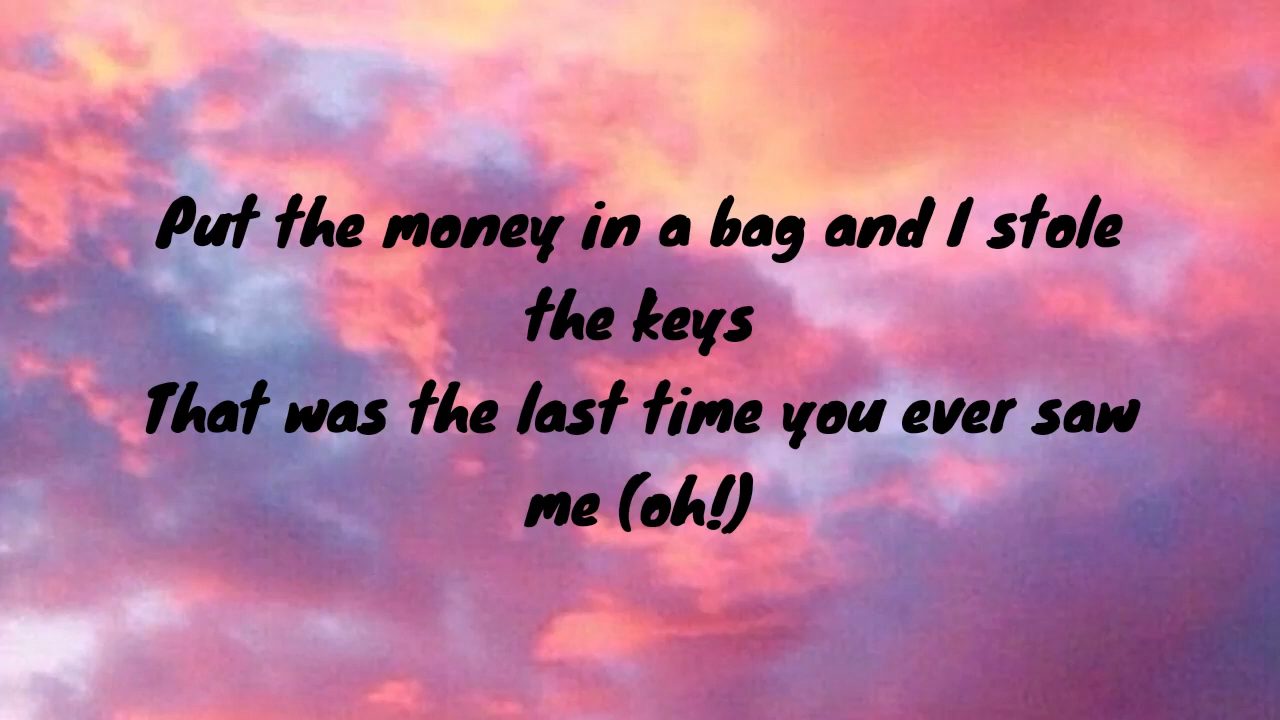 Put the money in a bag and I stole
the keys
That was the last time you ever saw
me (oh!)